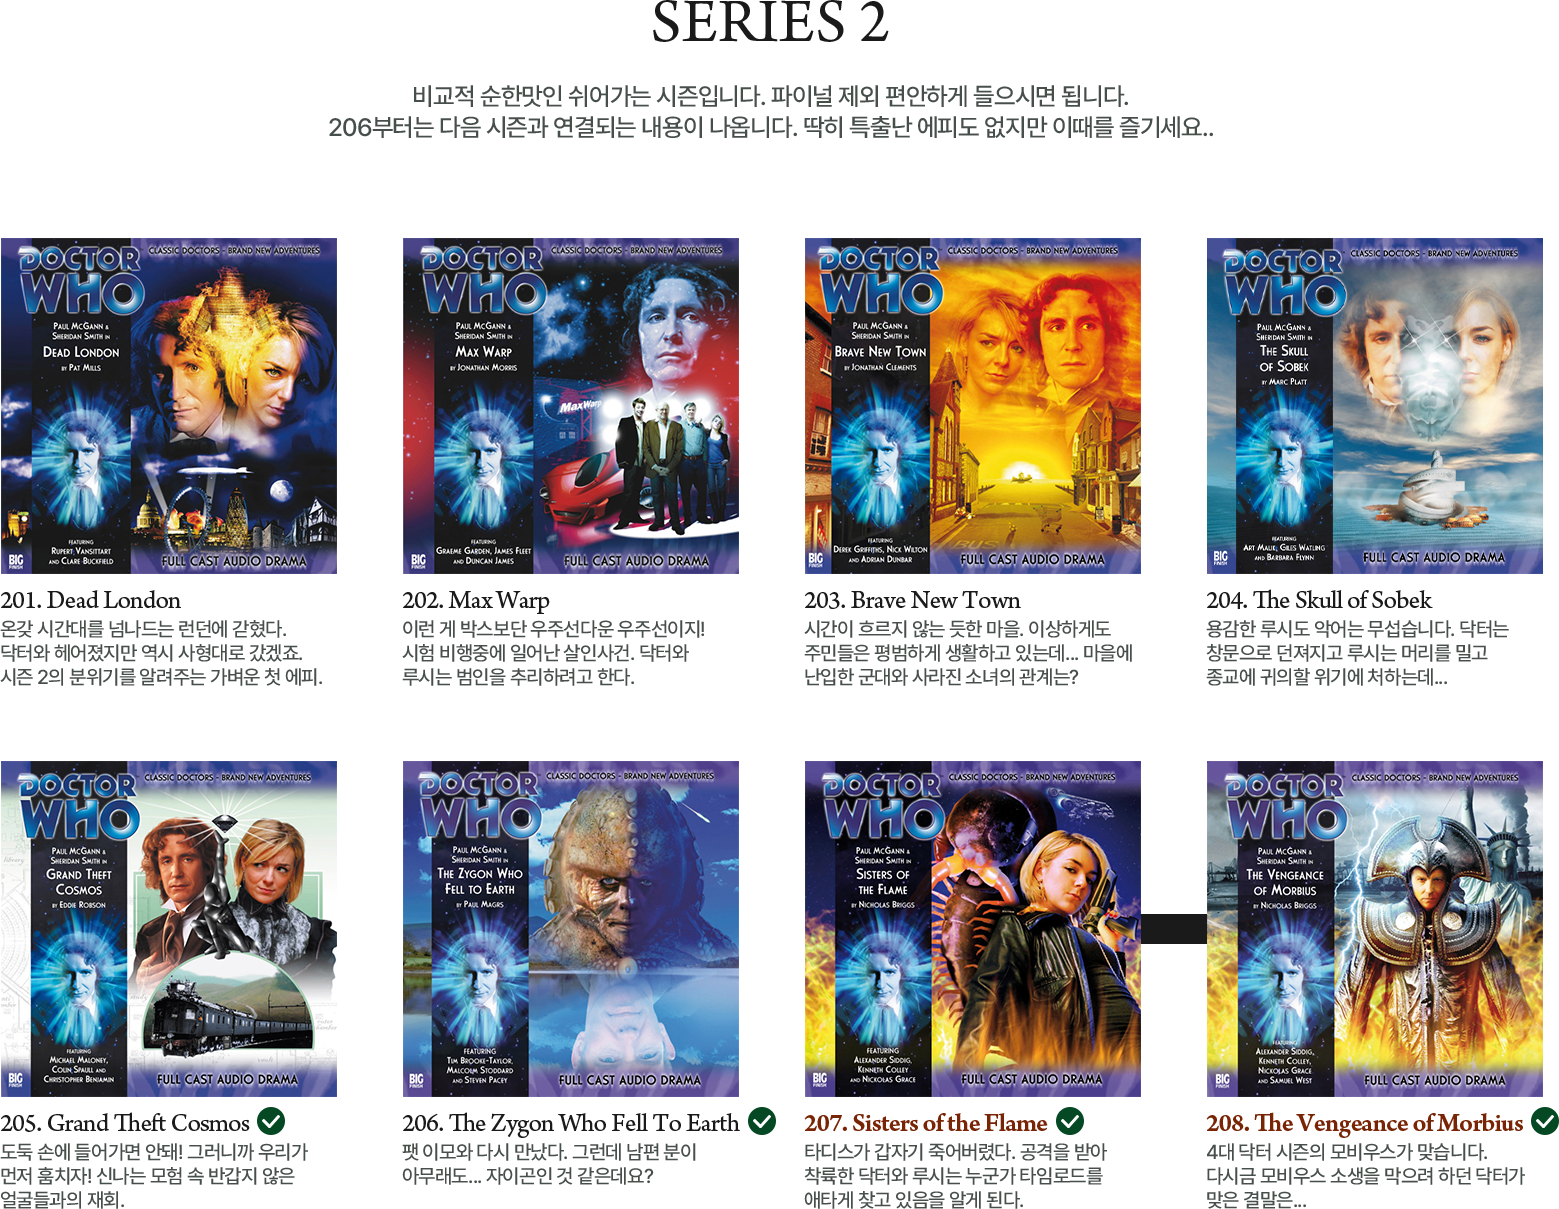 SERIES 2
비교적 순한맛인 쉬어가는 시즌입니다. 파이널 제외 편안하게 들으시면 됩니다.
206부터는 다음 시즌과 연결되는 내용이 나옵니다. 딱히 특출난 에피도 없지만 이때를 즐기세요..
DOCTOR WHO
CLASSIC DOCTORS - BRAND NEW ADVENTURES
PAUL MCGANN &
SHERIDAN SMITH IN
DEAD LONDON
BY PAT MILLS
FEATURING
RUPERT VANSITTART
AND CLARE BUCKFIELD
BIG FINISH
FULL CAST AUDIO DRAMA
201. Dead London
온갖 시간대를 넘나드는 런던에 갇혔다.
닥터와 헤어졌지만 역시 사형대로 갔겠죠.
시즌 2의 분위기를 알려주는 가벼운 첫 에피.
DOCTOR WHO
CLASSIC DOCTORS - BRAND NEW ADVENTURES
PAUL MCGANN &
SHERIDAN SMITH IN
MAX WARP
BY JONATHAN MORRIS
MaxWarp
FEATURING
GRAEME GARDEN, JAMES FLEET
AND DUNCAN JAMES
BIG FINISH
FULL CAST AUDIO DRAMA
202. Max Warp
이런 게 박스보단 우주선다운 우주선이지!
시험 비행중에 일어난 살인사건. 닥터와
루시는 범인을 추리하려고 한다.
DOCTOR WHO
CLASSIC DOCTORS - BRAND NEW ADVENTURES
PAUL MCGANN &
SHERIDAN SMITH IN
BRAVE NEW TOWN
BY JONATHAN CLEMENTS
BUS
FEATURING
DEREK GRIFFITHS, NICK WILTON
AND ADRIAN DUNBAR
BIG FINISH
FULL CAST AUDIO DRAMA
203. Brave New Town
시간이 흐르지 않는 듯한 마을. 이상하게도
주민들은 평범하게 생활하고 있는데... 마을에
난입한 군대와 사라진 소녀의 관계는?
DOCTOR WHO
CLASSIC DOCTORS - BRAND NEW ADVENTURES
PAUL MCGANN &
SHERIDAN SMITH IN
THE SKULL
OF SOBEK
BY MARC PLATT
FEATURING
ART MALIK, GILES WATLING
AND BARBARA FLYNN
BIG FINISH
FULL CAST AUDIO DRAMA
204. The Skull of Sobek
용감한 루시도 악어는 무섭습니다. 닥터는
창문으로 던져지고 루시는 머리를 밀고
종교에 귀의할 위기에 처하는데...
DOCTOR WHO
CLASSIC DOCTORS - BRAND NEW ADVENTURES
PAUL MCGANN &
SHERIDAN SMITH IN
GRAND THEFT
COSMOS
BY EDDIE ROBSON
FEATURING
MICHAEL MALONEY,
COLIN SPAULL AND
CHRISTOPHER BENJAMIN
BIG FINISH
FULL CAST AUDIO DRAMA
205. Grand Theft Cosmos
도둑 손에 들어가면 안돼! 그러니까 우리가
먼저 훔치자! 신나는 모험 속 반갑지 않은
얼굴들과의 재회.
DOCTOR WHO
CLASSIC DOCTORS - BRAND NEW ADVENTURES
PAUL MCGANN &
SHERIDAN SMITH IN
THE ZYGON WHO
FELL TO EARTH
BY PAUL MAGRS
FEATURING
TIM BROOKE-TAYLOR,
MALCOLM STODDARD
AND STEVEN PACEY
BIG FINISH
FULL CAST AUDIO DRAMA
206. The Zygon Who Fell To Earth
팻 이모와 다시 만났다. 그런데 남편 분이
아무래도... 자이곤인 것 같은데요?
DOCTOR WHO
CLASSIC DOCTORS - BRAND NEW ADVENTURES
PAUL MCGANN &
SHERIDAN SMITH IN
SISTERS OF
THE FLAME
BY NICHOLAS BRIGGS
FEATURING
ALEXANDER SIDDIG,
KENNETH COLLEY
AND NICKOLAS GRACE
BIG FINISH
FULL CAST AUDIO DRAMA
207. Sisters of the Flame
타디스가 갑자기 죽어버렸다. 공격을 받아
착륙한 닥터와 루시는 누군가 타임로드를
애타게 찾고 있음을 알게 된다.
DOCTOR WHO
CLASSIC DOCTORS - BRAND NEW ADVENTURES
PAUL MCGANN &
SHERIDAN SMITH IN
THE VENGEANCE
OF MORBIUS
BY NICHOLAS BRIGGS
FEATURING
ALEXANDER SIDDIG,
KENNETH COLLEY,
NICKOLAS GRACE
AND SAMUEL WEST
BIG FINISH
FULL CAST AUDIO DRAMA
208. The Vengeance of Morbius
4대 닥터 시즌의 모비우스가 맞습니다.
다시금 모비우스 소생을 막으려 하던 닥터가
맞은 결말은...